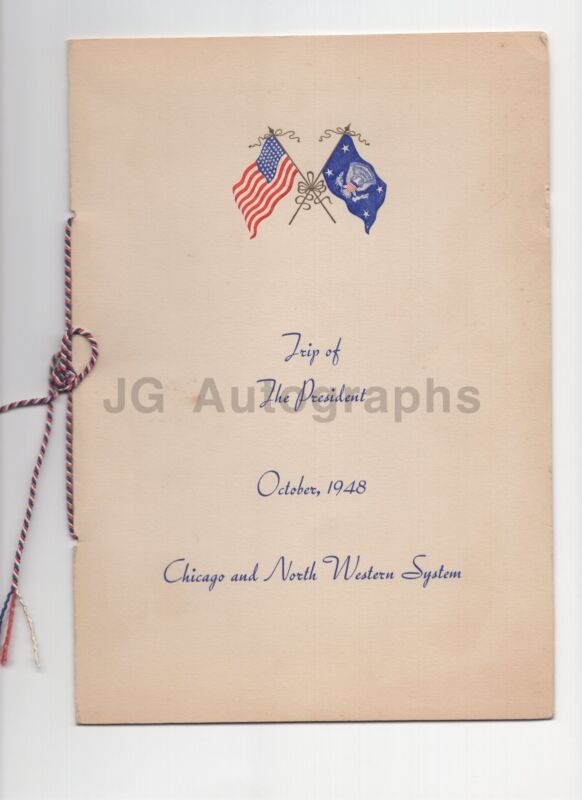 Trip of
The President
JG Autographs
October, 1948
Chicago and North Western System